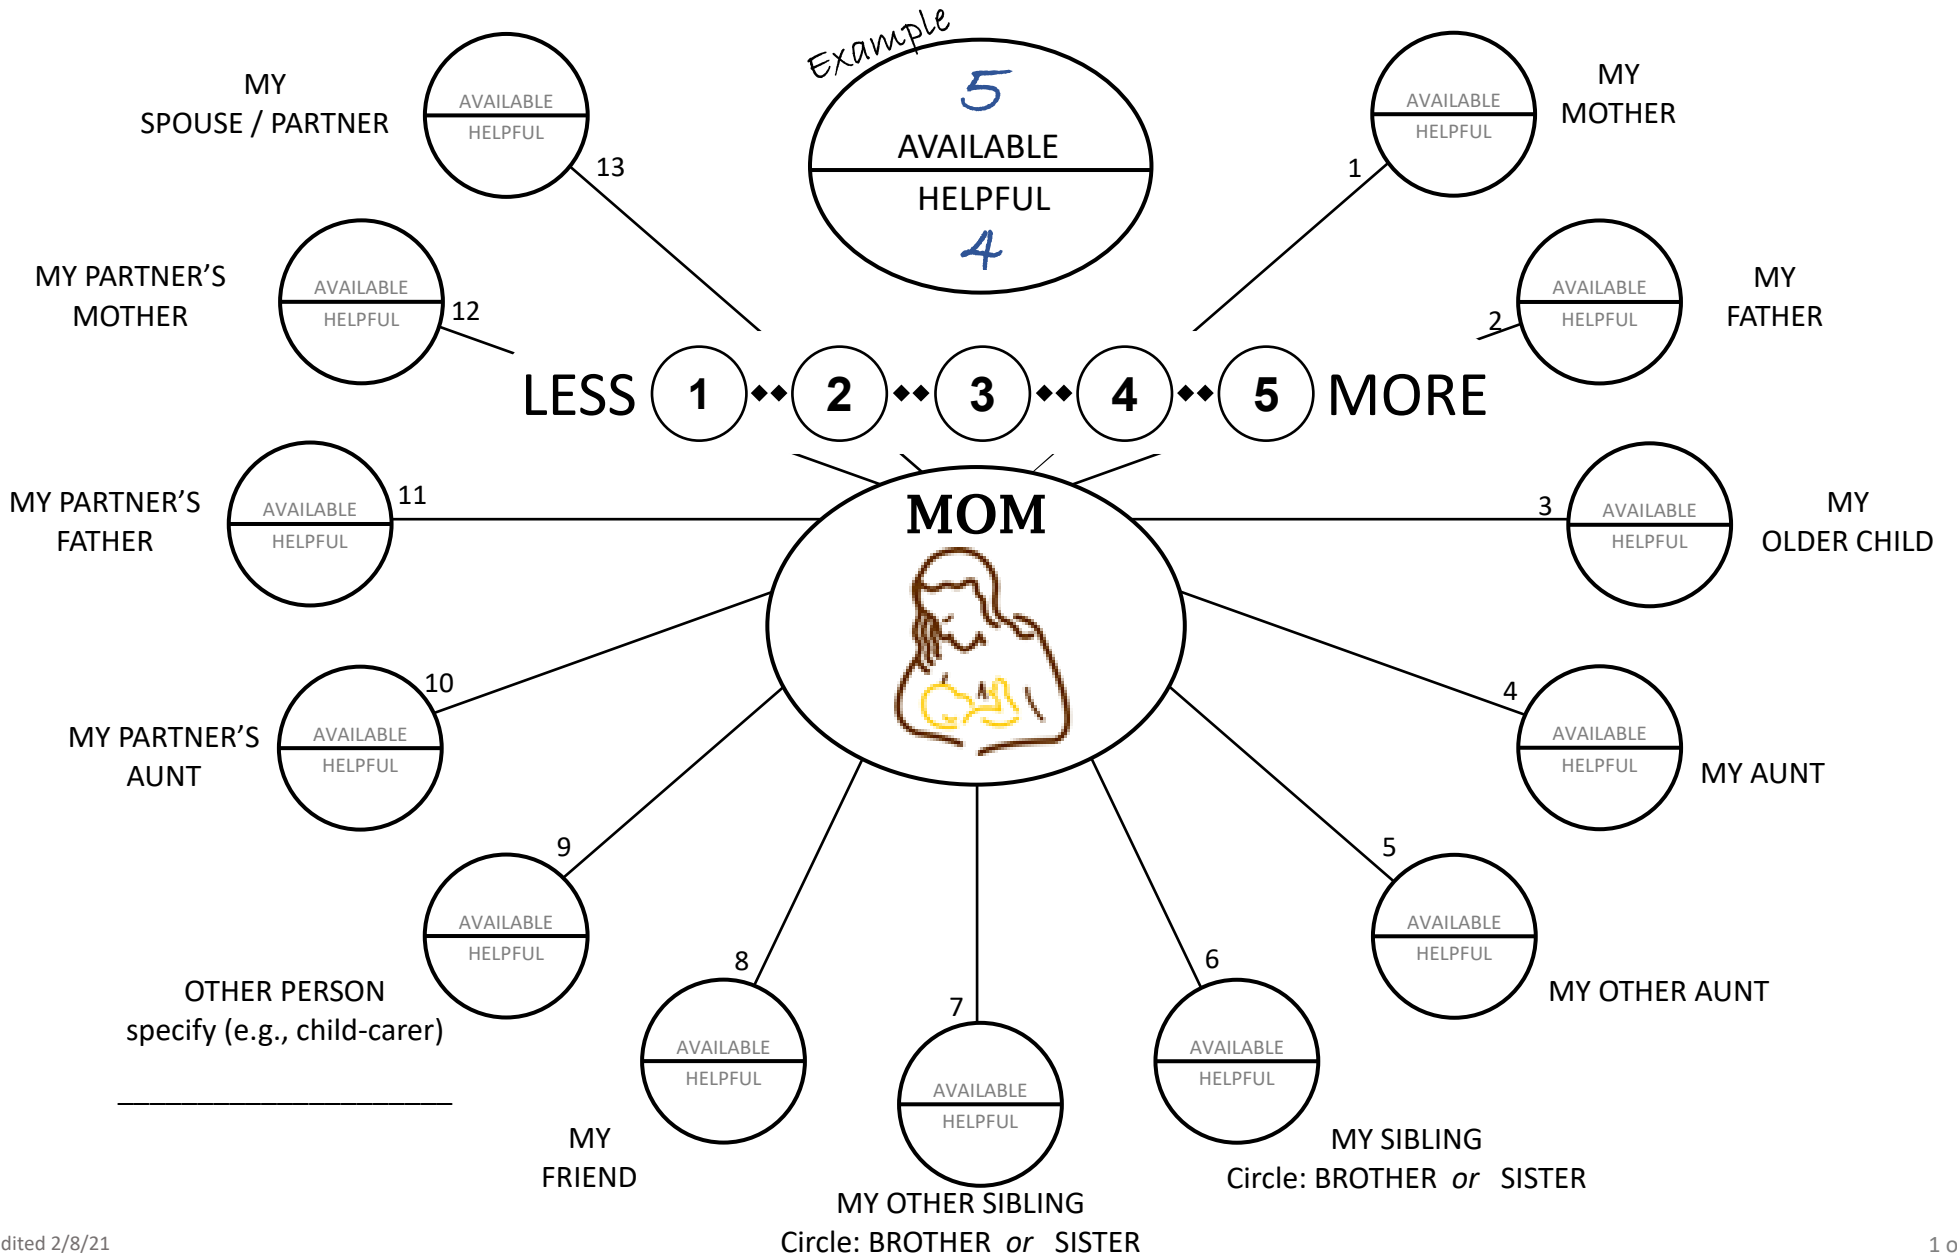 Example
5
AVAILABLE
HELPFUL
4
LESS 1 2 3 4 5 MORE
MOM
1
AVAILABLE
HELPFUL
MY
MOTHER
2
AVAILABLE
HELPFUL
MY
FATHER
3
AVAILABLE
HELPFUL
MY
OLDER CHILD
4
AVAILABLE
HELPFUL
MY AUNT
5
AVAILABLE
HELPFUL
MY OTHER AUNT
6
AVAILABLE
HELPFUL
MY SIBLING
Circle: BROTHER or SISTER
7
AVAILABLE
HELPFUL
MY OTHER SIBLING
Circle: BROTHER or SISTER
8
AVAILABLE
HELPFUL
MY
FRIEND
9
AVAILABLE
HELPFUL
OTHER PERSON
specify (e.g., child-carer)
10
AVAILABLE
HELPFUL
MY PARTNER'S
AUNT
11
AVAILABLE
HELPFUL
MY PARTNER'S
FATHER
12
AVAILABLE
HELPFUL
MY PARTNER'S
MOTHER
13
AVAILABLE
HELPFUL
MY
SPOUSE / PARTNER
dited 2/8/21
1 o